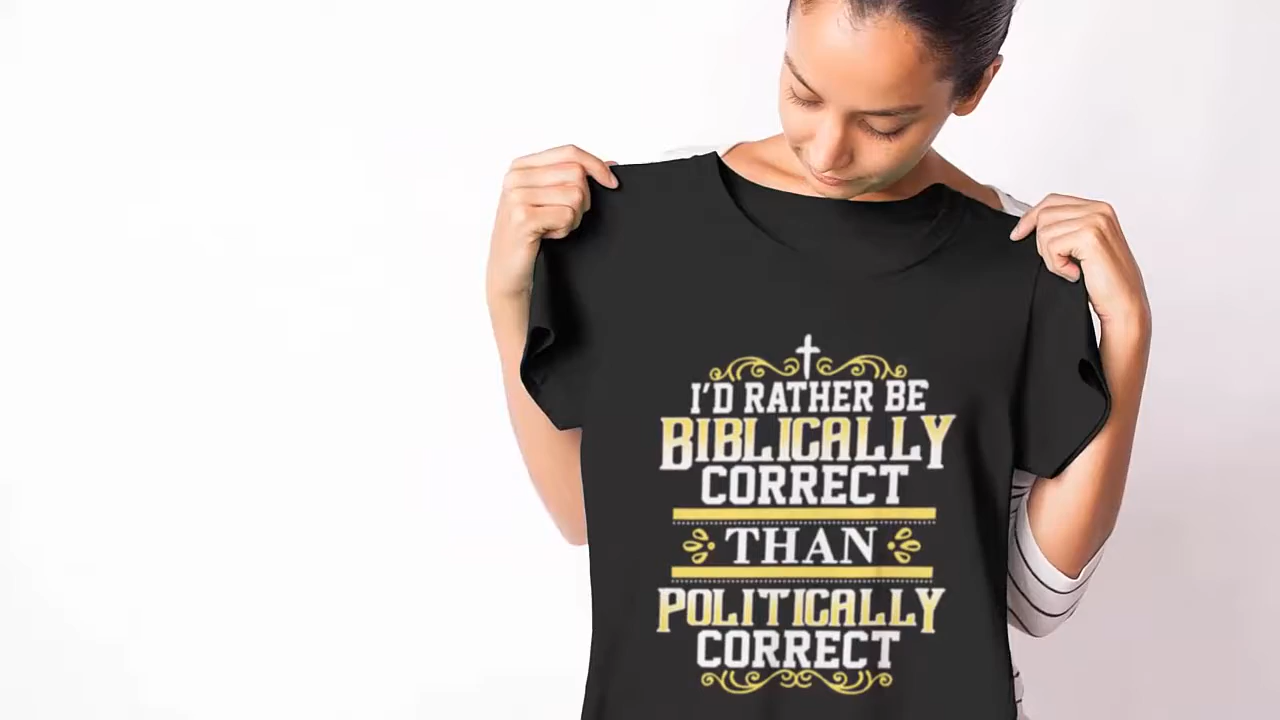 I'D RATHER BE
BIBLICALLY
CORRECT
THAN
POLITICALLY
CORRECT